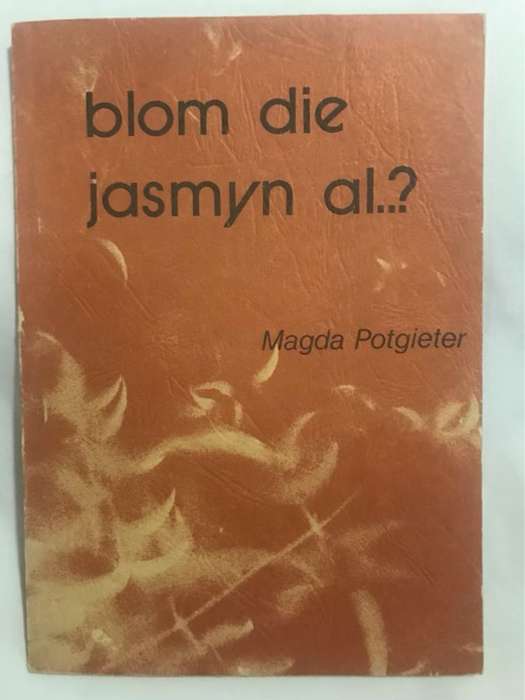 blom die
jasmyn al..?
Magda Potgieter